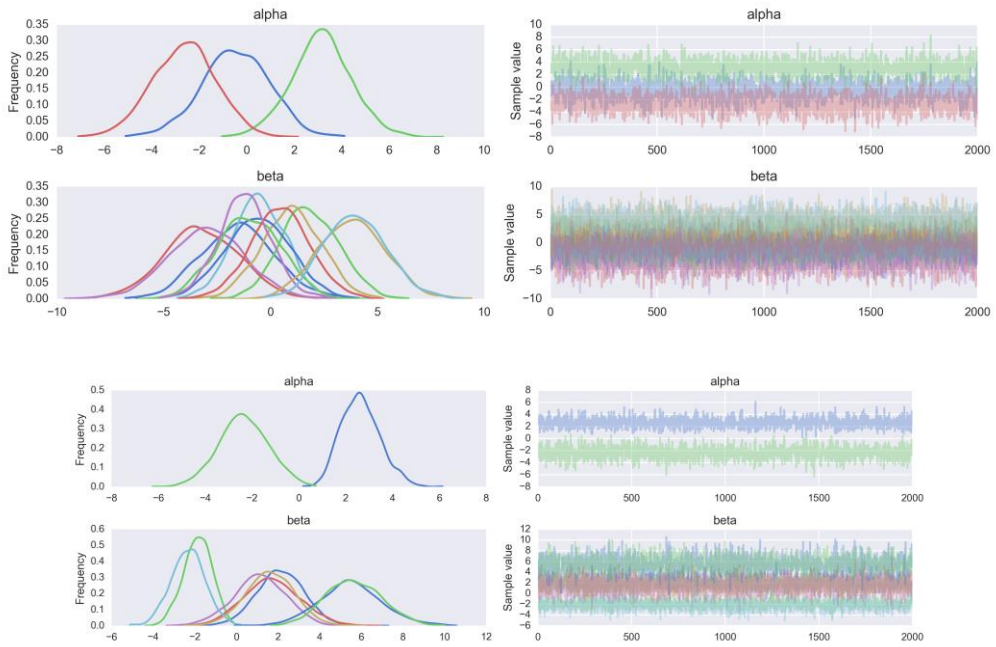 alpha
alpha
0.35
0.30
0.25
0.20
0.15
0.10
0.05
0.00
Frequency
−8 −6 −4 −2 0 2 4 6 8 10
10
8
6
4
2
0
−2
−4
−6
−8
Sample value
0 500 1000 1500 2000
beta
beta
0.35
0.30
0.25
0.20
0.15
0.10
0.05
0.00
Frequency
−10 −5 0 5 10
10
5
0
−5
−10
Sample value
0 500 1000 1500 2000
alpha
alpha
0.5
0.4
0.3
0.2
0.1
0.0
Frequency
−8 −6 −4 −2 0 2 4 6 8
8
6
4
2
0
−2
−4
−6
−8
Sample value
0 500 1000 1500 2000
beta
beta
0.6
0.5
0.4
0.3
0.2
0.1
0.0
Frequency
−6 −4 −2 0 2 4 6 8 10 12
12
10
8
6
4
2
0
−2
−4
−6
Sample value
0 500 1000 1500 2000